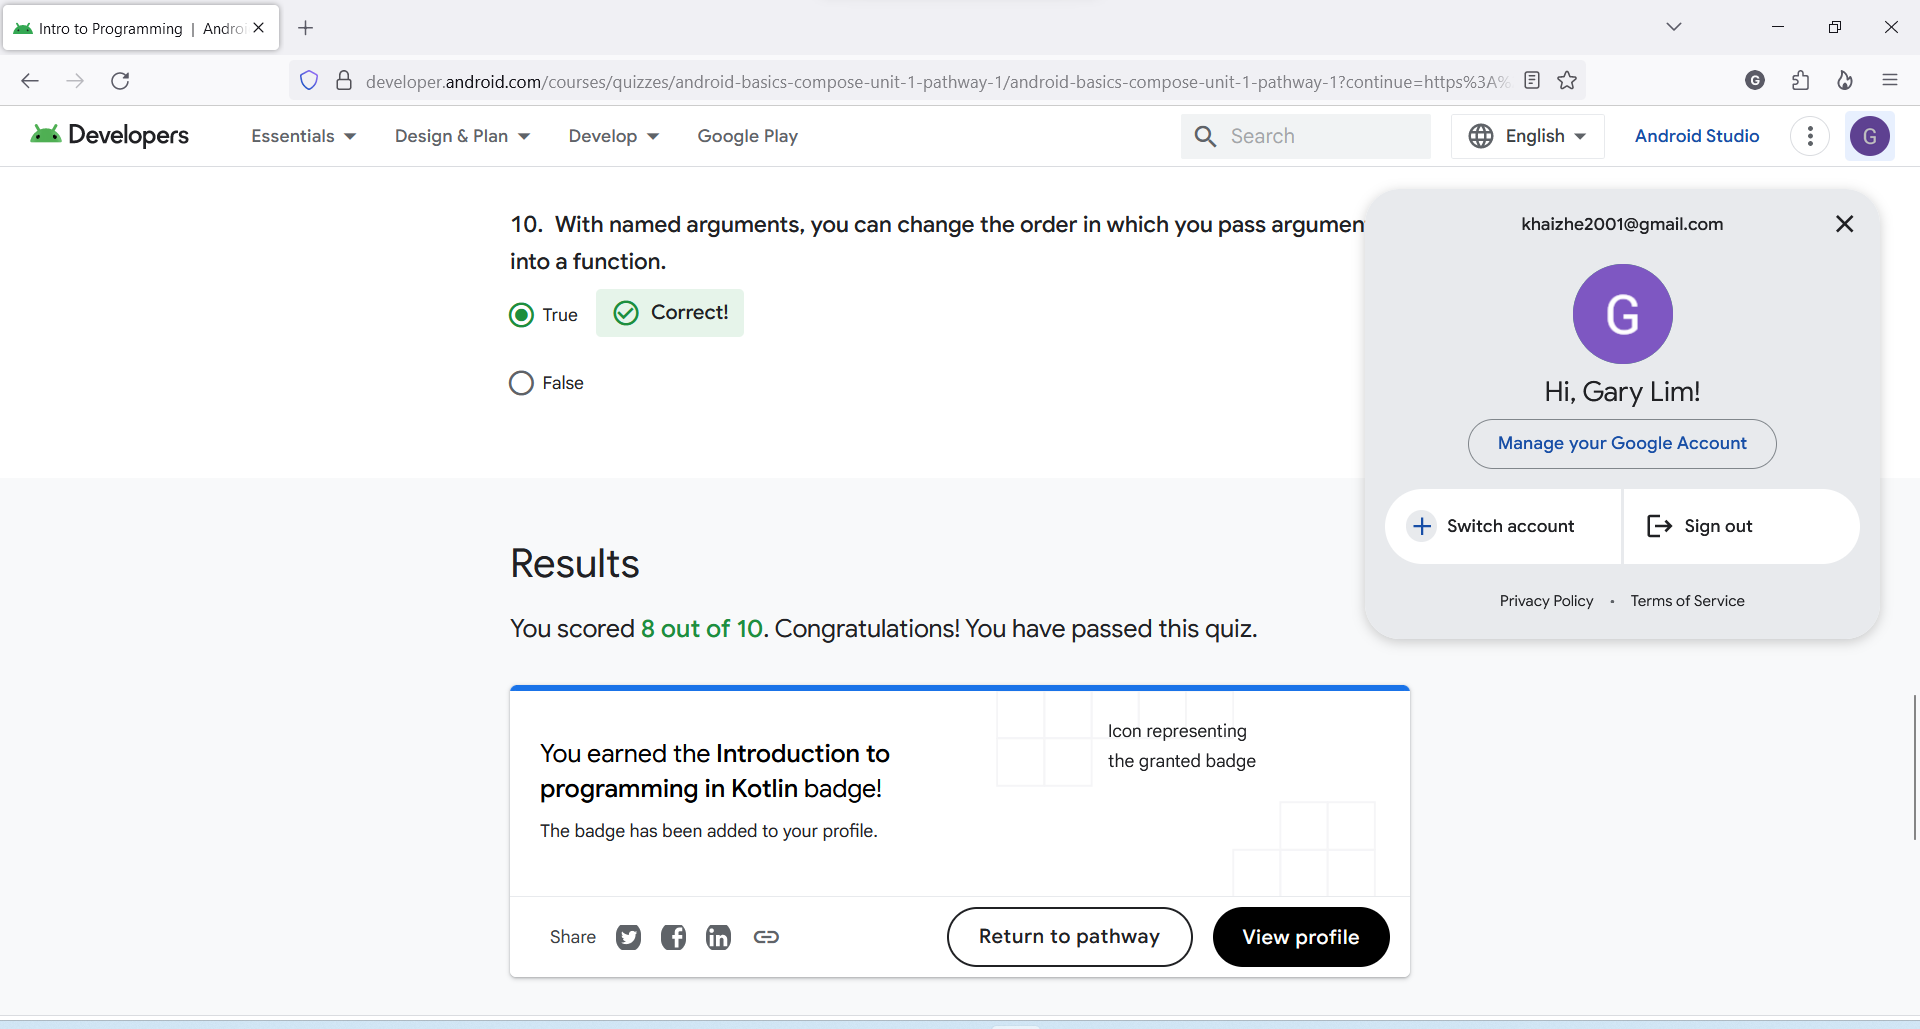 Intro to Programming | Androi
developer.android.com/courses/quizzes/android-basics-compose-unit-1-pathway-1/android-basics-compose-unit-1-pathway-1?continue=https%3A%
G
Developers
Essentials
Design & Plan
Develop
Google Play
Search
English
Android Studio
G
10. With named arguments, you can change the order in which you pass argumen
into a function.
True
Correct!
False
khaizhe2001@gmail.com
G
Hi, Gary Lim!
Manage your Google Account
Switch account
Sign out
Privacy Policy • Terms of Service
Results
You scored 8 out of 10. Congratulations! You have passed this quiz.
You earned the Introduction to
programming in Kotlin badge!
The badge has been added to your profile.
Icon representing
the granted badge
Share
Return to pathway
View profile